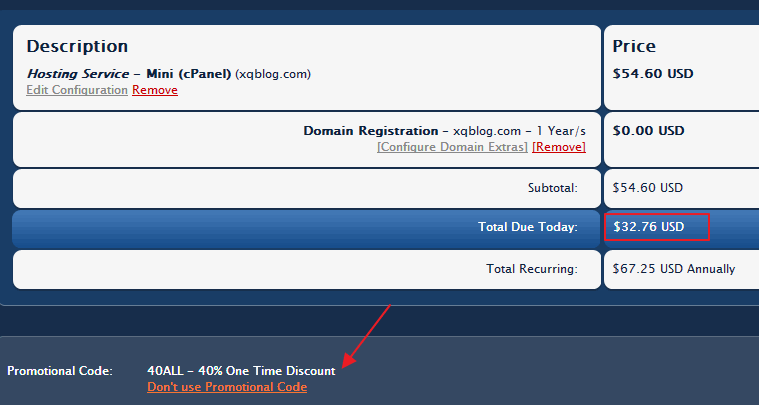 Description
Price
Hosting Service - Mini (cPanel) (xqblog.com)
$54.60 USD
Edit Configuration Remove
Domain Registration - xqblog.com - 1 Year/s
$0.00 USD
[Configure Domain Extras] [Remove]
Subtotal:
$54.60 USD
Total Due Today:
$32.76 USD
Total Recurring:
$67.25 USD Annually
Promotional Code:
40ALL - 40% One Time Discount
Don't use Promotional Code